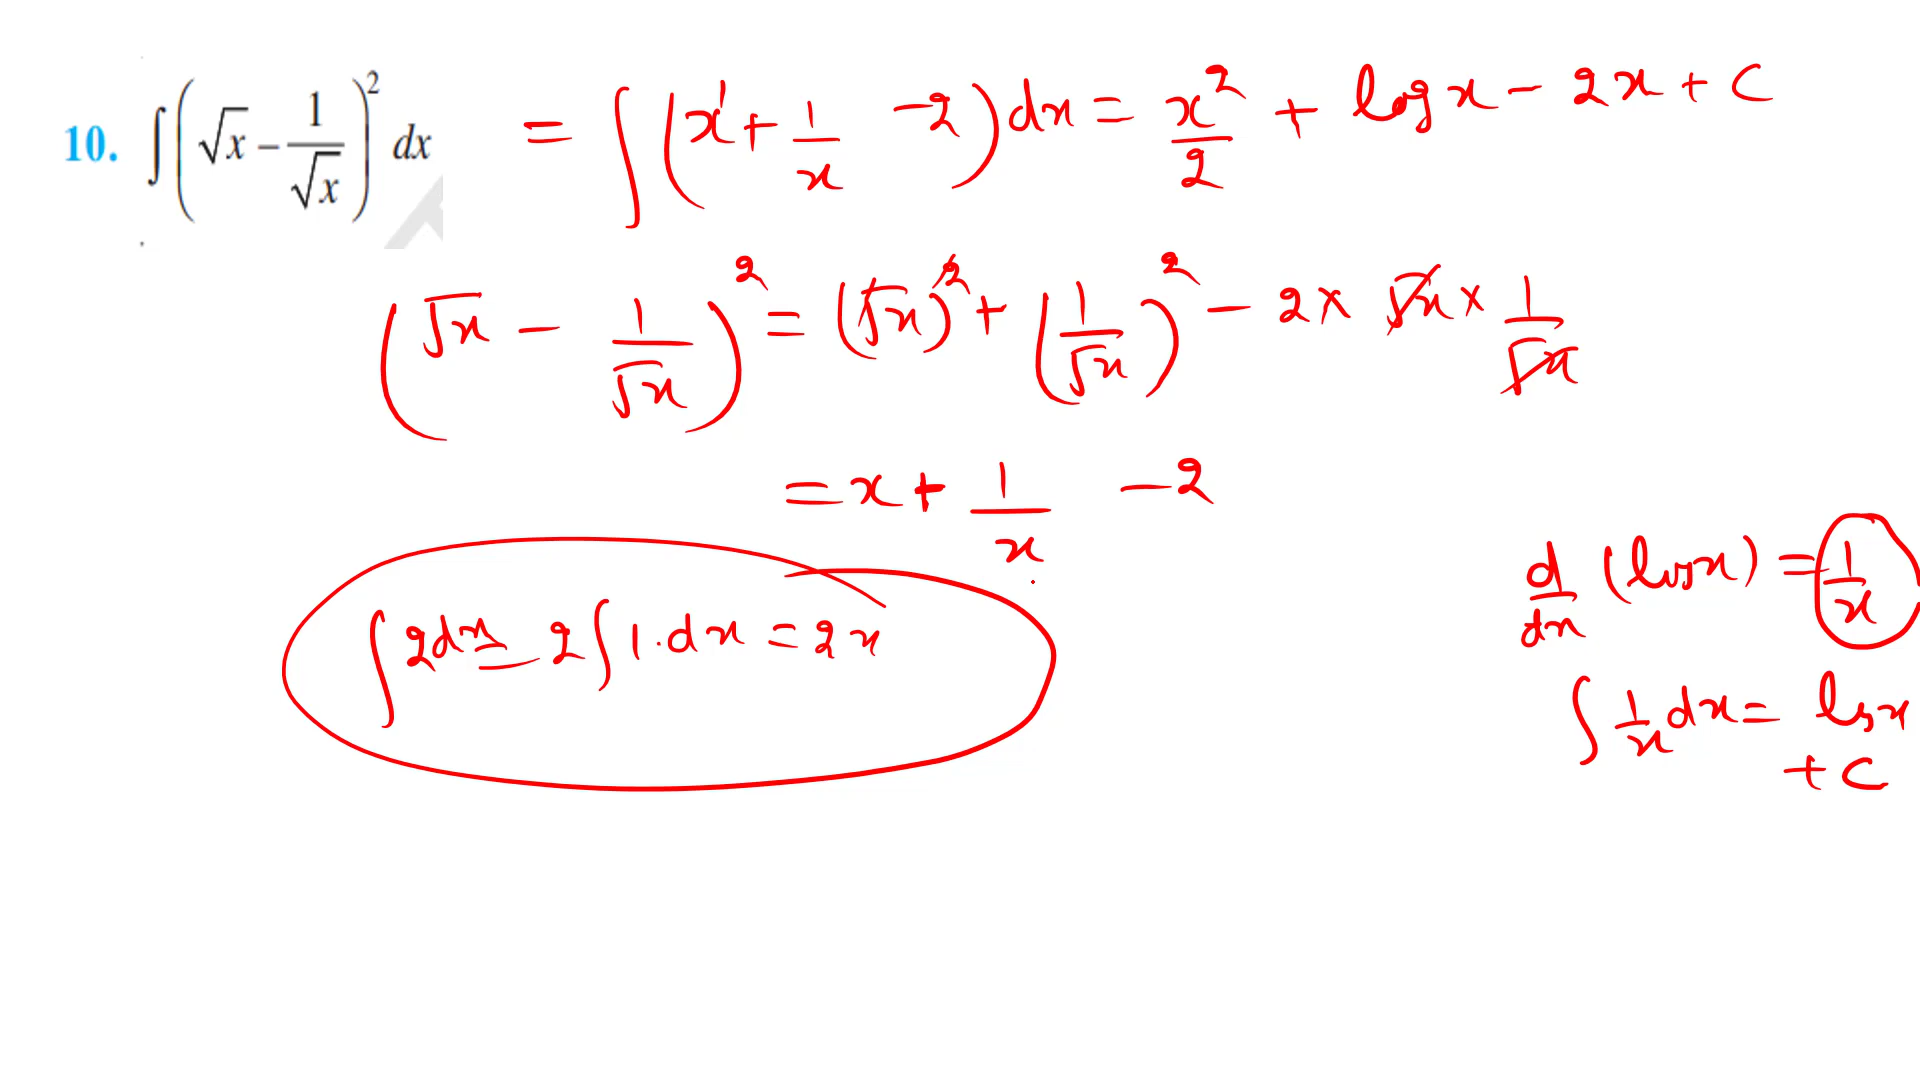 10. ∫(√x − 1/√x)² dx = ∫(x¹ + 1/x − 2)dx = x²/2 + log x − 2x + C
(√x − 1/√x)² = (√x)² + (1/√x)² − 2 × √x × 1/√x
= x + 1/x − 2
∫2dx = 2∫1.dx = 2x
d/dx (log x) = 1/x
∫1/x dx = log x
+ C